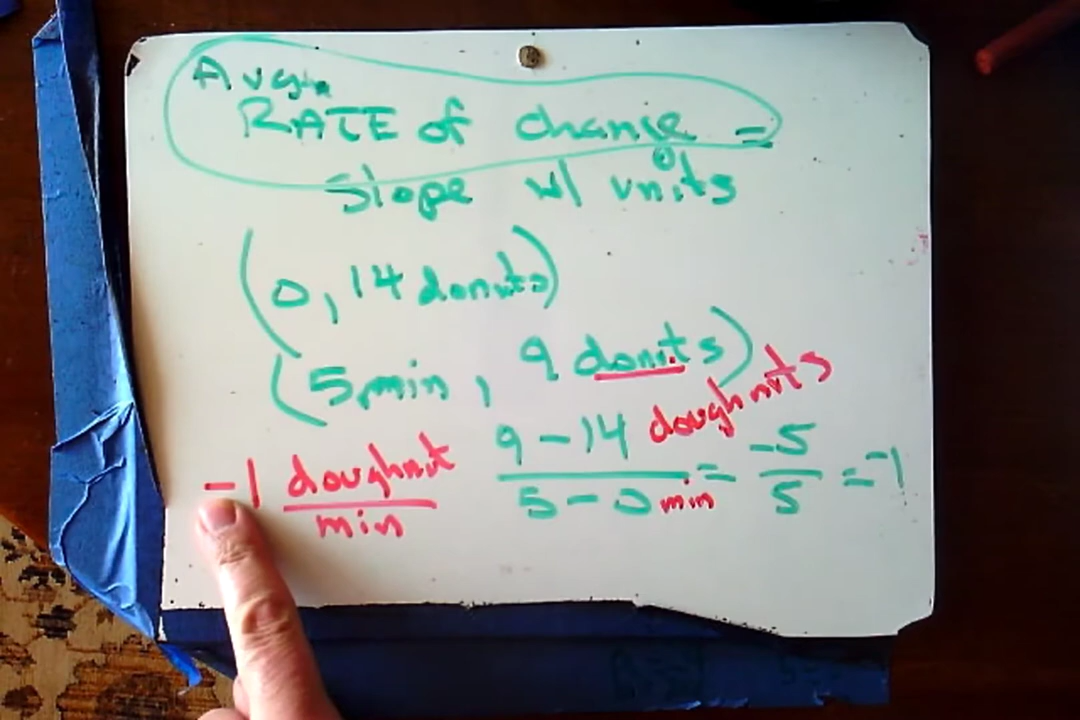 Avg
RATE of change =
Slope w/ units
(0, 14 donuts)
(5 min, 9 donuts)
9 - 14 doughnuts
5 - 0 min
= -5/5 = -1
-1 doughnut
min